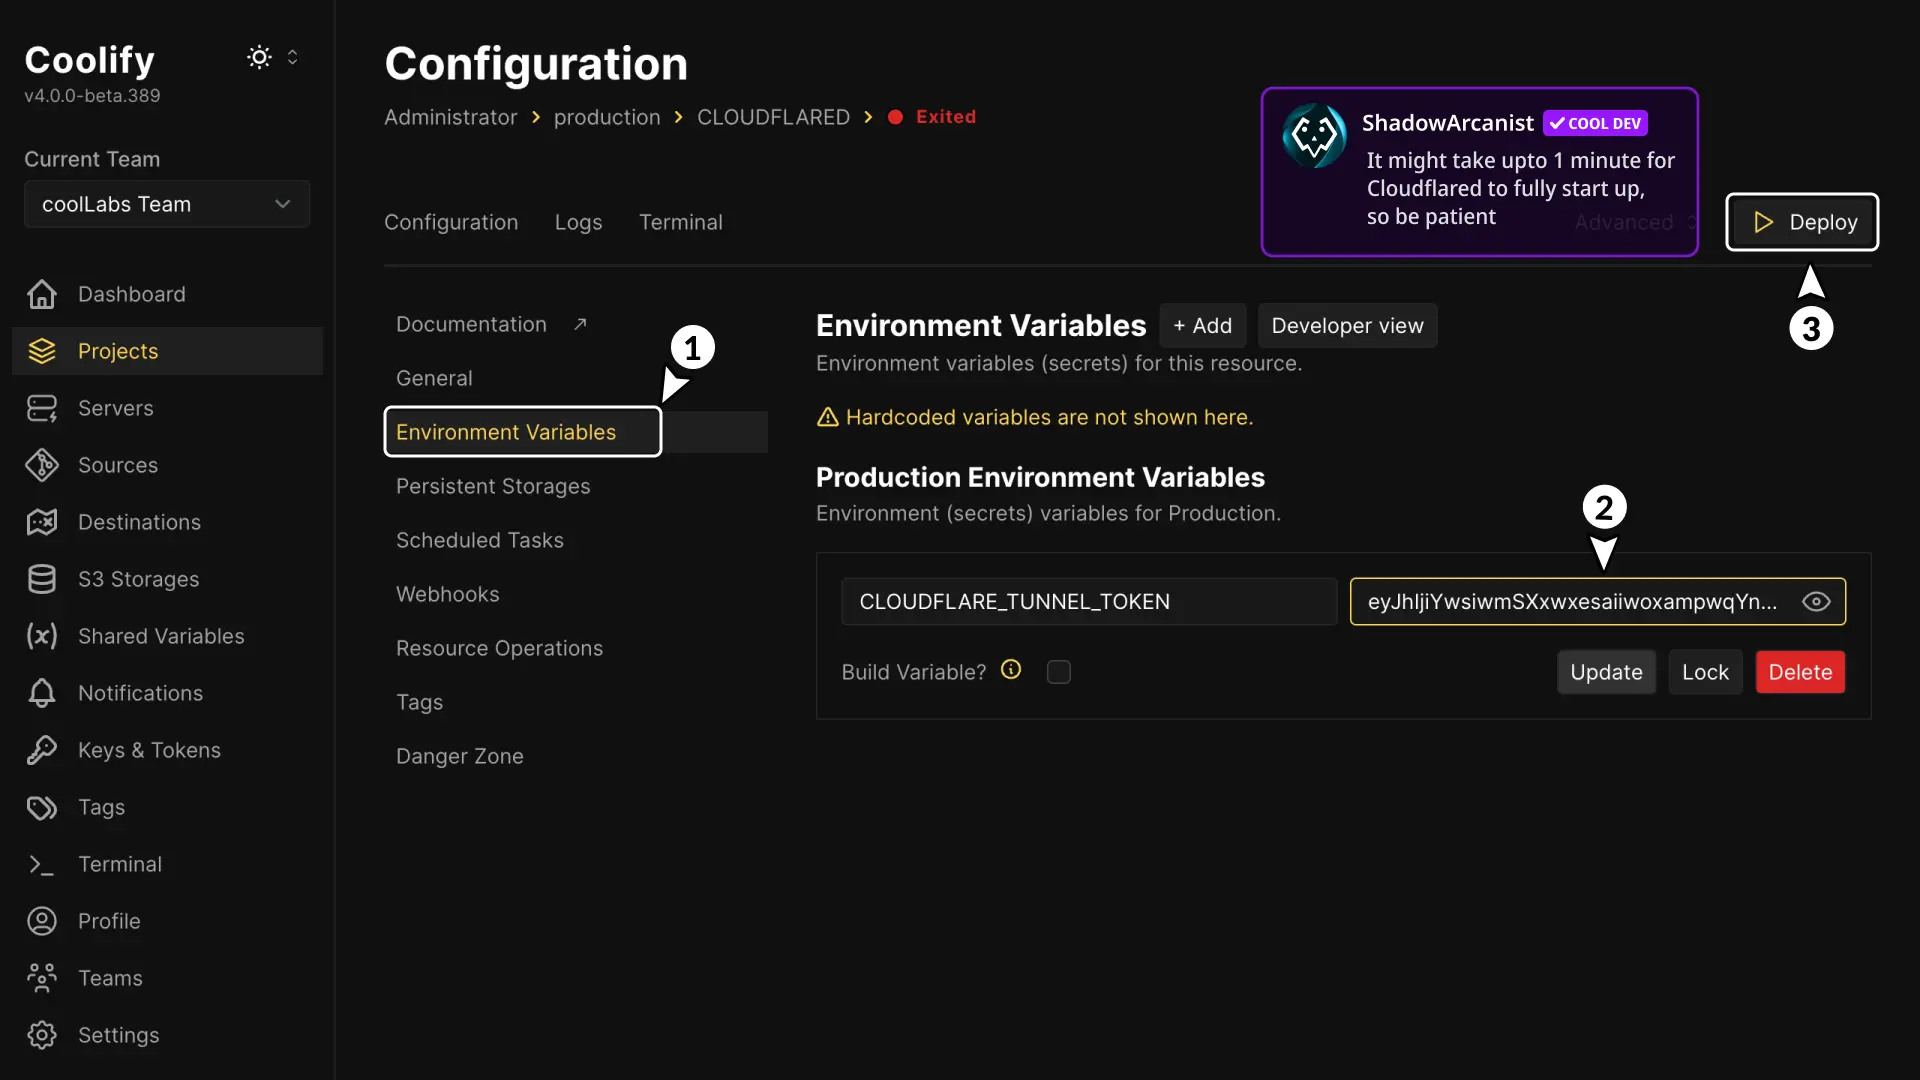 Coolify
v4.0.0-beta.389
Current Team
coolLabs Team
Dashboard
Projects
Servers
Sources
Destinations
S3 Storages
Shared Variables
Notifications
Keys & Tokens
Tags
Terminal
Profile
Teams
Settings
Configuration
Administrator production CLOUDFLARED Exited
ShadowArcanist COOL DEV
It might take upto 1 minute for
Cloudflared to fully start up,
so be patient
Configuration Logs Terminal Advanced Deploy
3
Documentation
General
1
Environment Variables
Persistent Storages
Scheduled Tasks
Webhooks
Resource Operations
Tags
Danger Zone
Environment Variables + Add Developer view
Environment variables (secrets) for this resource.
Hardcoded variables are not shown here.
Production Environment Variables
Environment (secrets) variables for Production.
2
CLOUDFLARE_TUNNEL_TOKEN eyJhIjiYwsiwmSXxwxesaiiwoxampwqYn...
Build Variable? Update Lock Delete